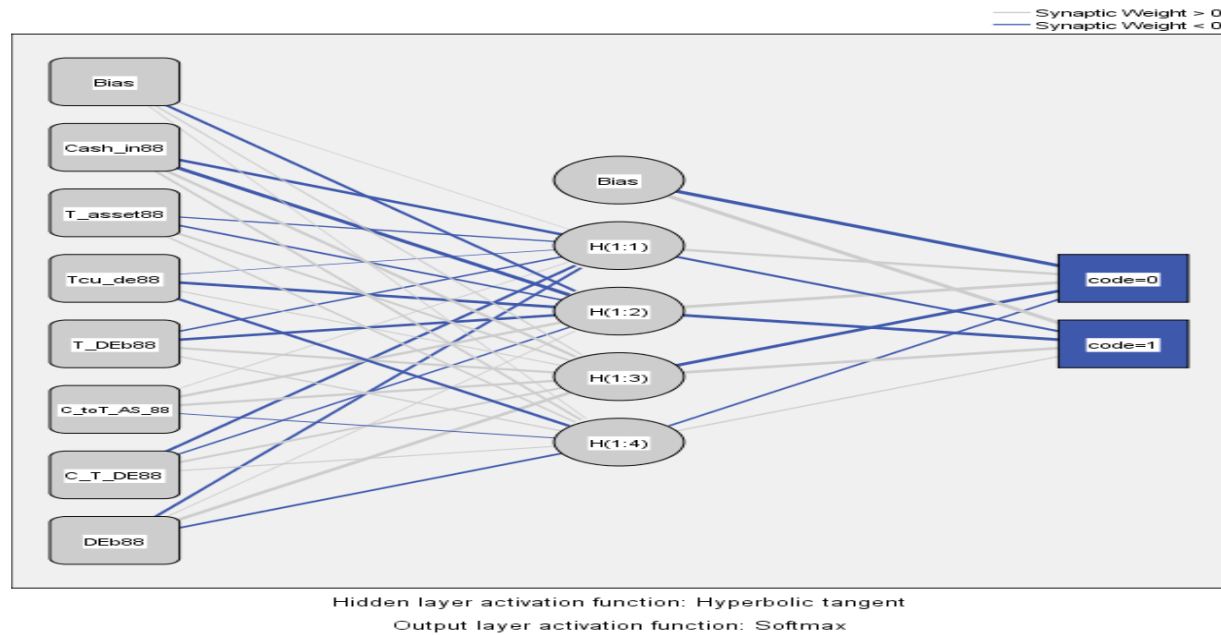 Synaptic Weight > 0
Synaptic Weight < 0
Bias
Cash_in88
T_asset88
Tcu_de88
T_DEb88
C_toT_AS_88
C_T_DE88
DEb88
Bias
H(1:1)
H(1:2)
H(1:3)
H(1:4)
code=0
code=1
Hidden layer activation function: Hyperbolic tangent
Output layer activation function: Softmax